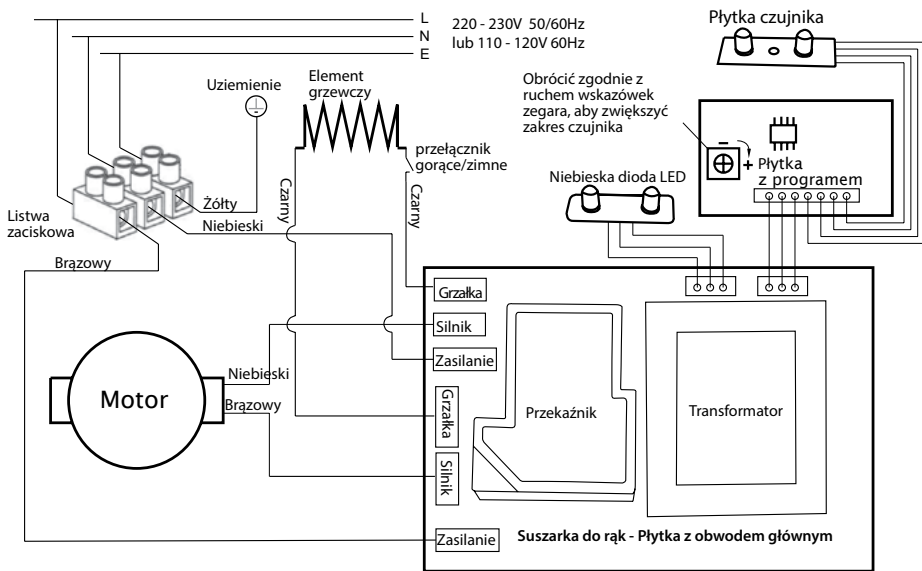 L
N
E
220 - 230V 50/60Hz
lub 110 - 120V 60Hz
Płytka czujnika
Uziemienie
Element
grzewczy
Obrócić zgodnie z
ruchem wskazówek
zegara, aby zwiększyć
zakres czujnika
przełącznik
gorące/zimne
-
+
Płytka
z programem
Niebieska dioda LED
Czarny
Czarny
Listwa
zaciskowa
Żółty
Niebieski
Brązowy
Grzałka
Silnik
Zasilanie
Niebieski
Motor
Brązowy
Grzałka
Przekaźnik
Transformator
Silnik
Zasilanie
Suszarka do rąk - Płytka z obwodem głównym